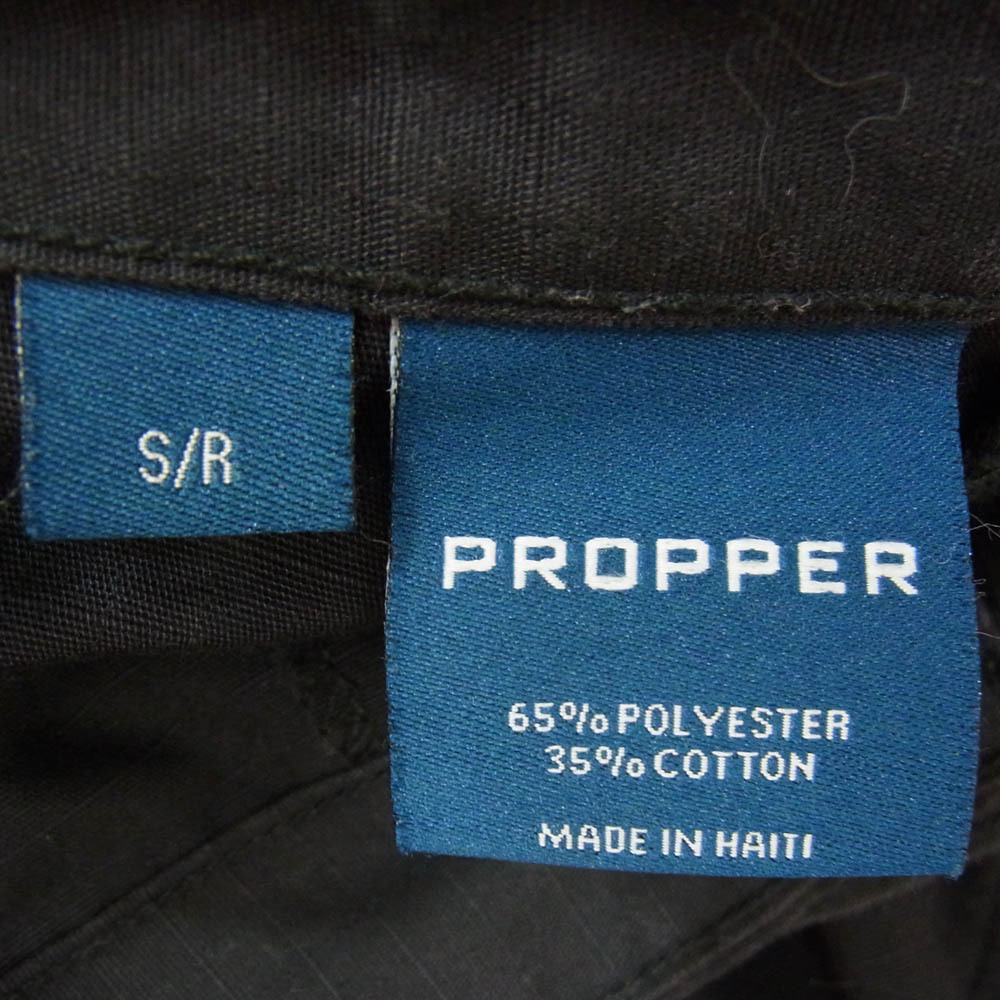 S/R
PROPPER
65% POLYESTER
35% COTTON
MADE IN HAITI